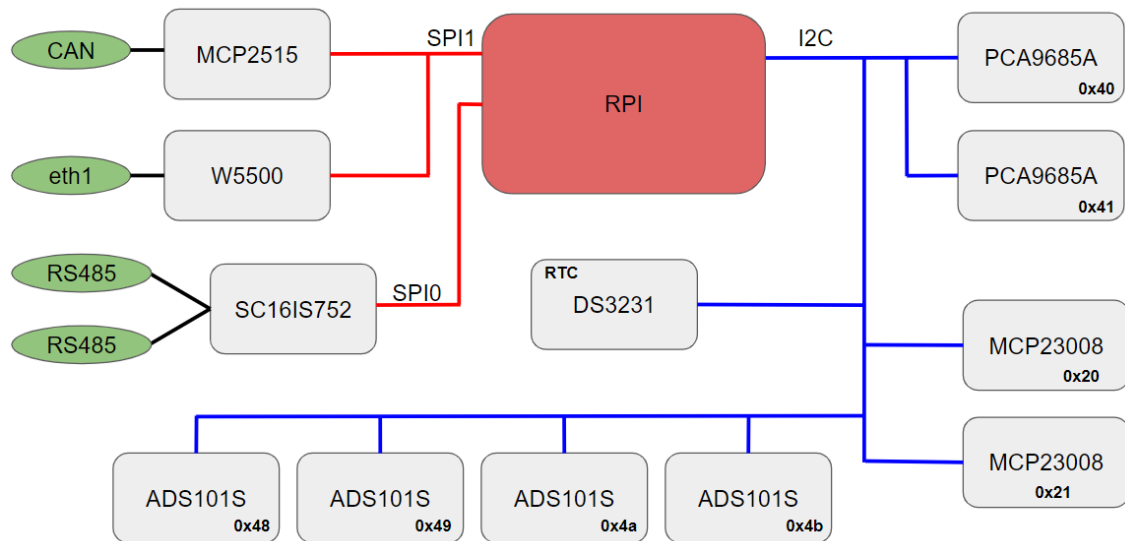 CAN
MCP2515
SPI1
RPI
I2C
PCA9685A
0x40
eth1
W5500
PCA9685A
0x41
RS485
RS485
SC16IS752
SPI0
RTC
DS3231
MCP23008
0x20
MCP23008
0x21
ADS101S
0x48
ADS101S
0x49
ADS101S
0x4a
ADS101S
0x4b